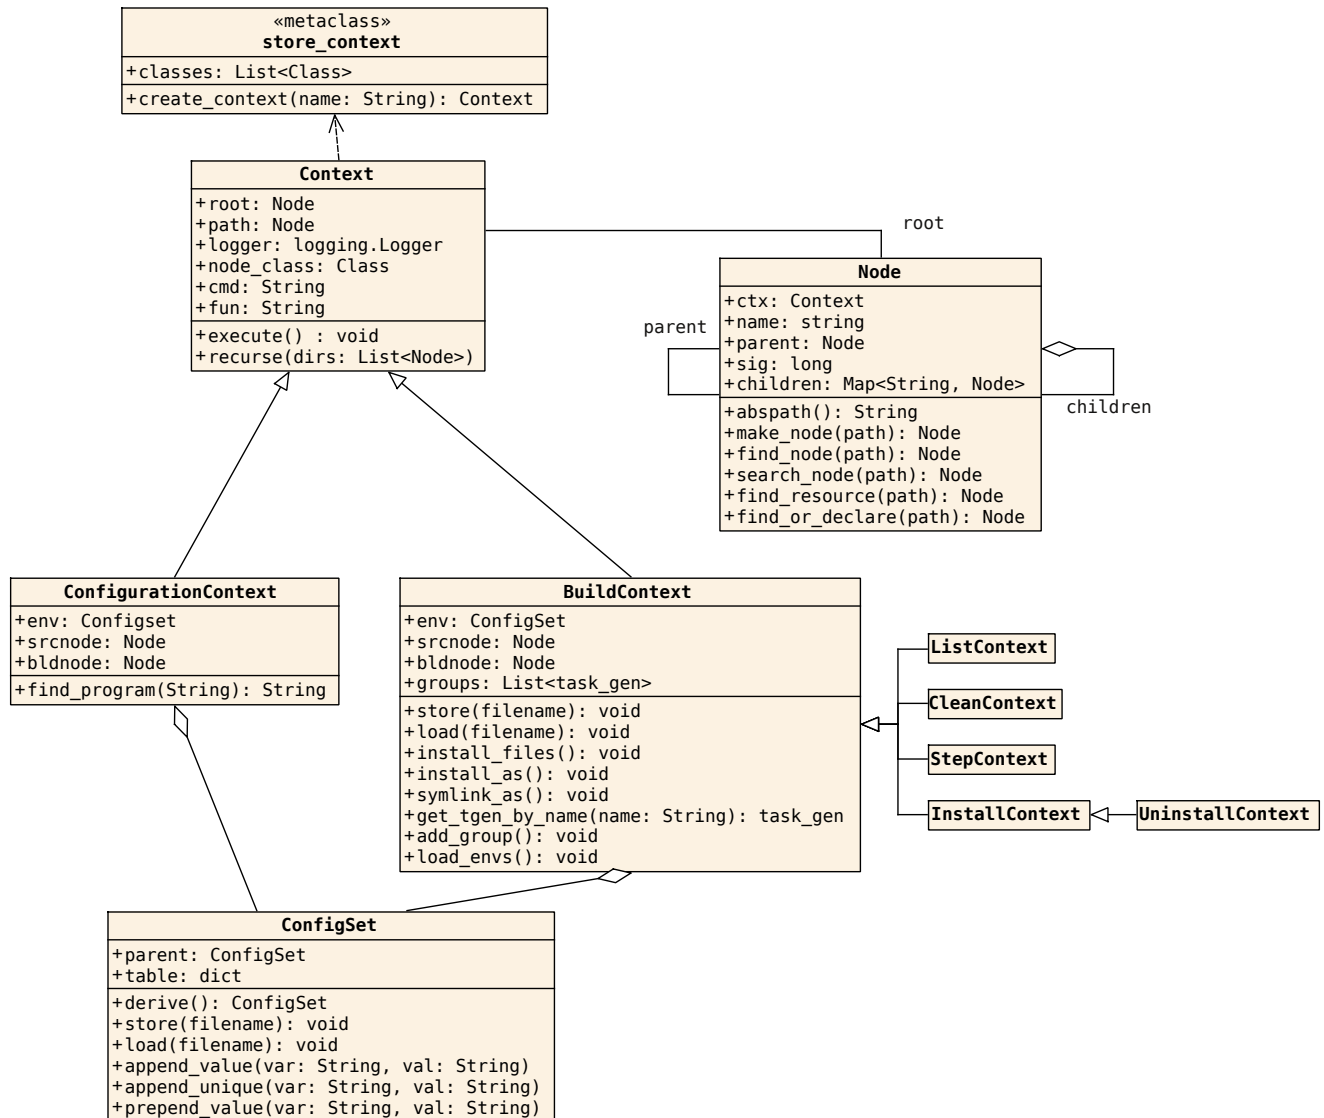 «metaclass»
store_context
+classes: List<Class>
+create_context(name: String): Context
Context
+root: Node
+path: Node
+logger: logging.Logger
+node_class: Class
+cmd: String
+fun: String
+execute() : void
+recurse(dirs: List<Node>)
root
Node
+ctx: Context
+name: string
+parent: Node
+sig: long
+children: Map<String, Node>
+abspath(): String
+make_node(path): Node
+find_node(path): Node
+search_node(path): Node
+find_resource(path): Node
+find_or_declare(path): Node
parent
children
ConfigurationContext
+env: Configset
+srcnode: Node
+bldnode: Node
+find_program(String): String
BuildContext
+env: ConfigSet
+srcnode: Node
+bldnode: Node
+groups: List<task_gen>
+store(filename): void
+load(filename): void
+install_files(): void
+install_as(): void
+symlink_as(): void
+get_tgen_by_name(name: String): task_gen
+add_group(): void
+load_envs(): void
ListContext
CleanContext
StepContext
InstallContext
UninstallContext
ConfigSet
+parent: ConfigSet
+table: dict
+derive(): ConfigSet
+store(filename): void
+load(filename): void
+append_value(var: String, val: String)
+append_unique(var: String, val: String)
+prepend_value(var: String, val: String)